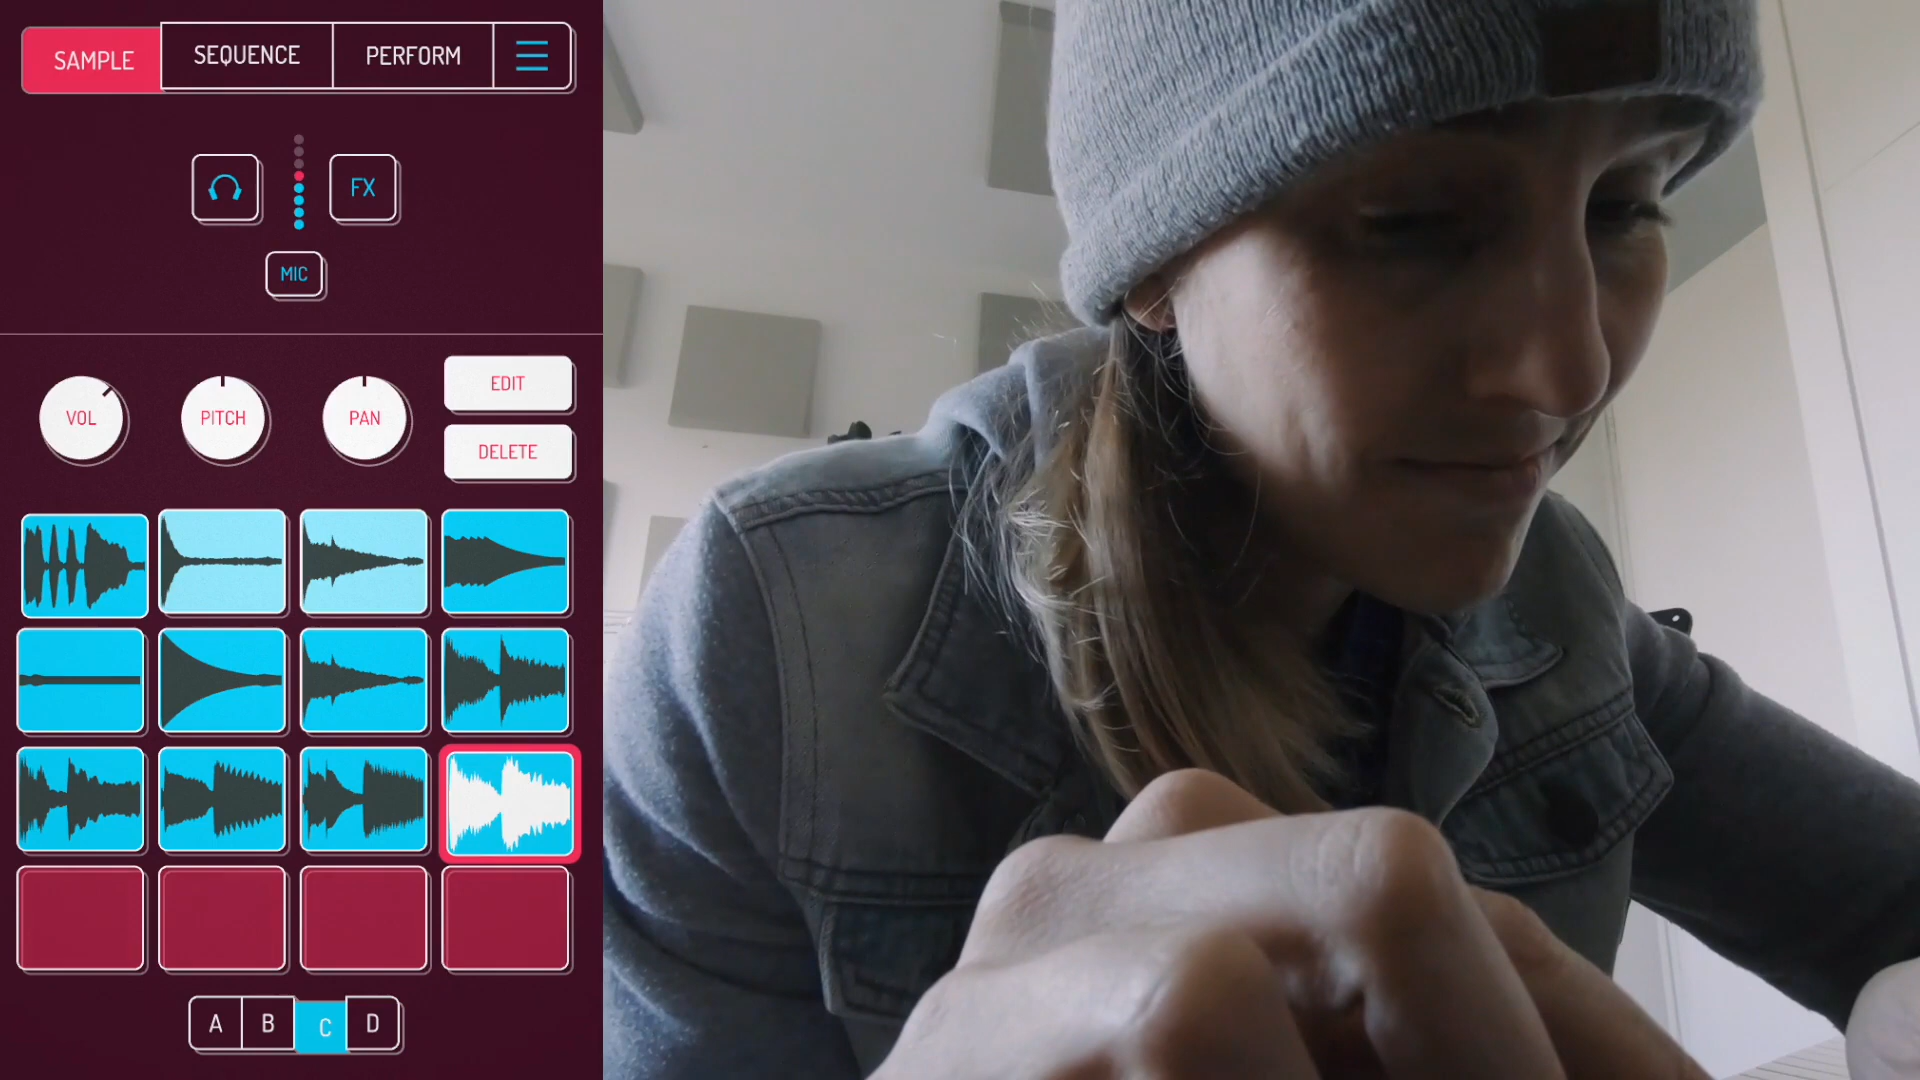 SAMPLE
SEQUENCE
PERFORM
FX
MIC
VOL
PITCH
PAN
EDIT
DELETE
A
B
C
D